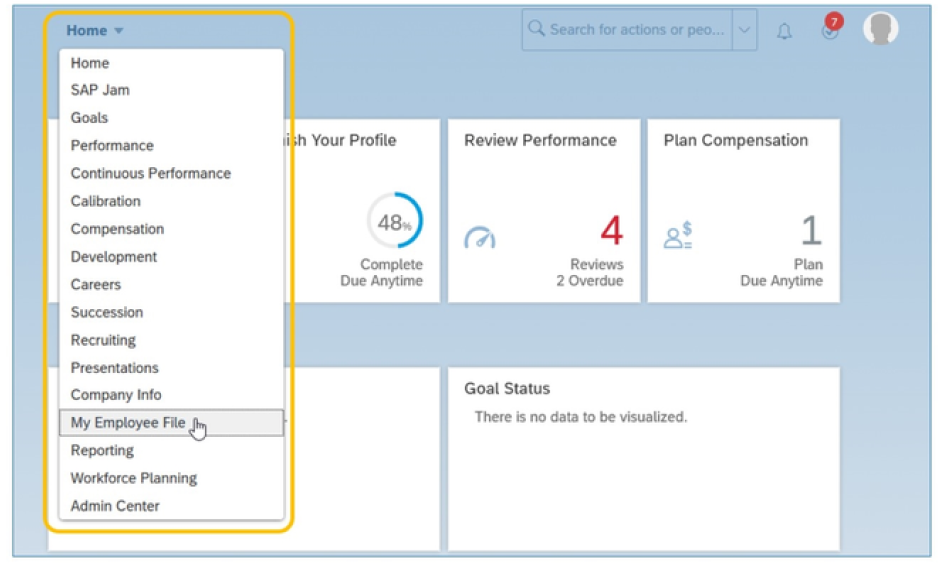 Home
Search for actions or peo...
7
Home
SAP Jam
Goals
Performance
Continuous Performance
Calibration
Compensation
Development
Careers
Succession
Recruiting
Presentations
Company Info
My Employee File
Reporting
Workforce Planning
Admin Center
Your Profile
48%
Complete
Due Anytime
Review Performance
4
Reviews
2 Overdue
Plan Compensation
1
Plan
Due Anytime
Goal Status
There is no data to be visualized.